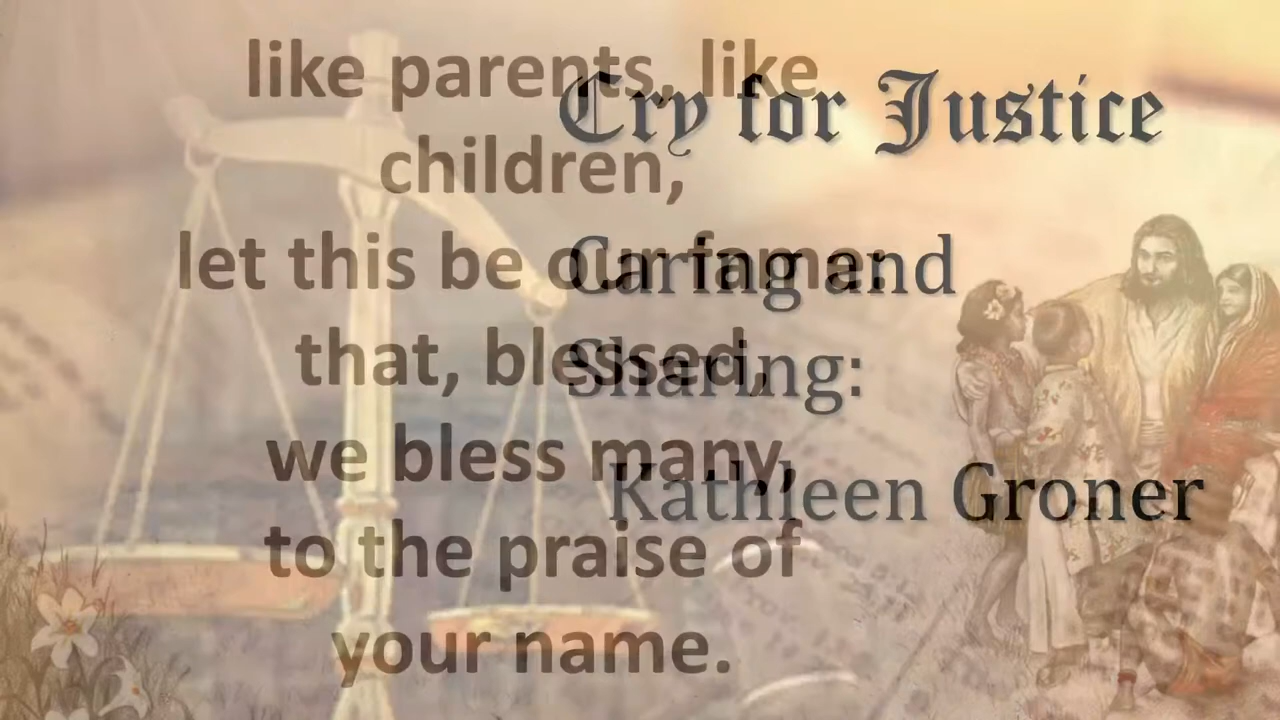 like parents, like
children,
let this be our fame:
that, blessed,
we bless many,
to the praise of
your name.
Cry for Justice
Caring and
Sharing:
Kathleen Groner